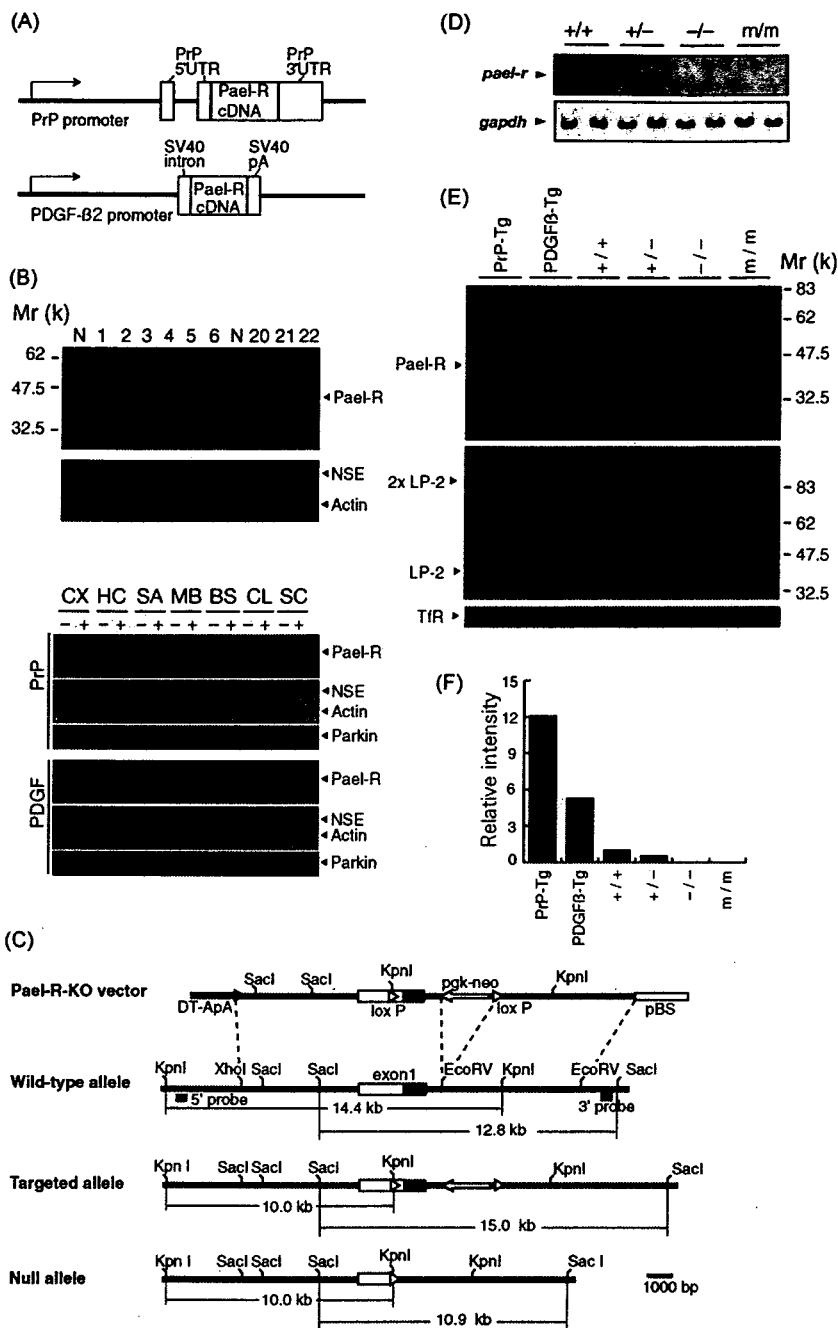 (A)
PrP
5'UTR
PrP
3'UTR
Pael-R
cDNA
PrP promoter
SV40
intron
SV40
pA
Pael-R
cDNA
PDGF-ß2 promoter
(B)
Mr (k)
N 1 2 3 4 5 6 N 20 21 22
62
47.5
32.5
Pael-R
NSE
Actin
CX HC SA MB BS CL SC
- + - + - + - + - + - + - +
PrP
Pael-R
NSE
Actin
Parkin
PDGF
Pael-R
NSE
Actin
Parkin
(D)
+/+ +/- -/- m/m
pael-r
gapdh
(E)
PrP-Tg
PDGFß-Tg
+/+
+/-
-/-
m/m
Mr (k)
83
62
47.5
32.5
Pael-R
2x LP-2
LP-2
83
62
47.5
32.5
TfR
(F)
Relative intensity
15
12
9
6
3
0
PrP-Tg
PDGFß-Tg
+/+
+/-
-/-
m/m
(C)
Pael-R-KO vector
DT-ApA
SacI
SacI
KpnI
lox P
pgk-neo
lox P
KpnI
pBS
Wild-type allele
KpnI
XhoI
SacI
SacI
exon1
EcoRV
KpnI
EcoRV
SacI
5' probe
3' probe
14.4 kb
12.8 kb
Targeted allele
Kpn I
SacI
SacI
SacI
KpnI
KpnI
SacI
10.0 kb
15.0 kb
Null allele
Kpn I
SacI
SacI
SacI
KpnI
KpnI
Sac I
10.0 kb
10.9 kb
1000 bp